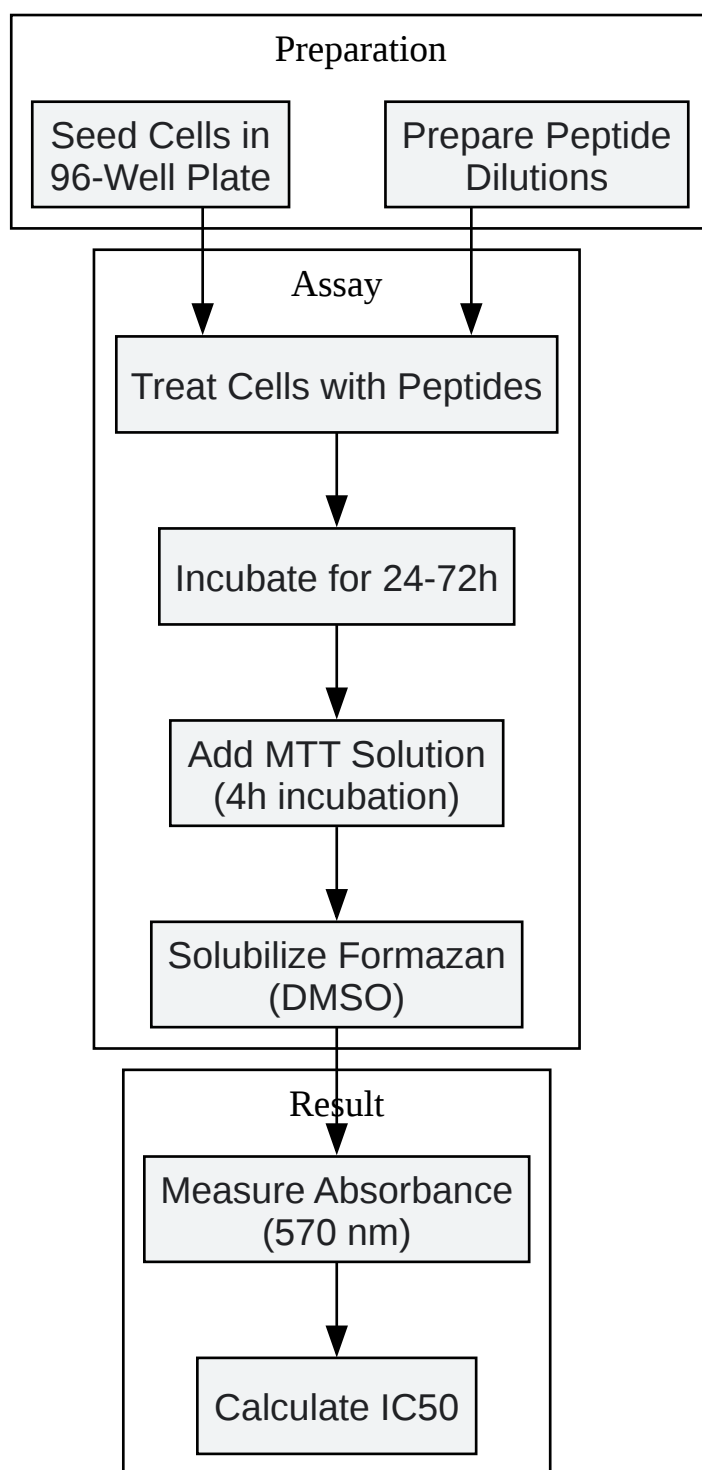 Preparation
Seed Cells in
96-Well Plate
Prepare Peptide
Dilutions
Assay
Treat Cells with Peptides
Incubate for 24-72h
Add MTT Solution
(4h incubation)
Solubilize Formazan
(DMSO)
Result
Measure Absorbance
(570 nm)
Calculate IC50